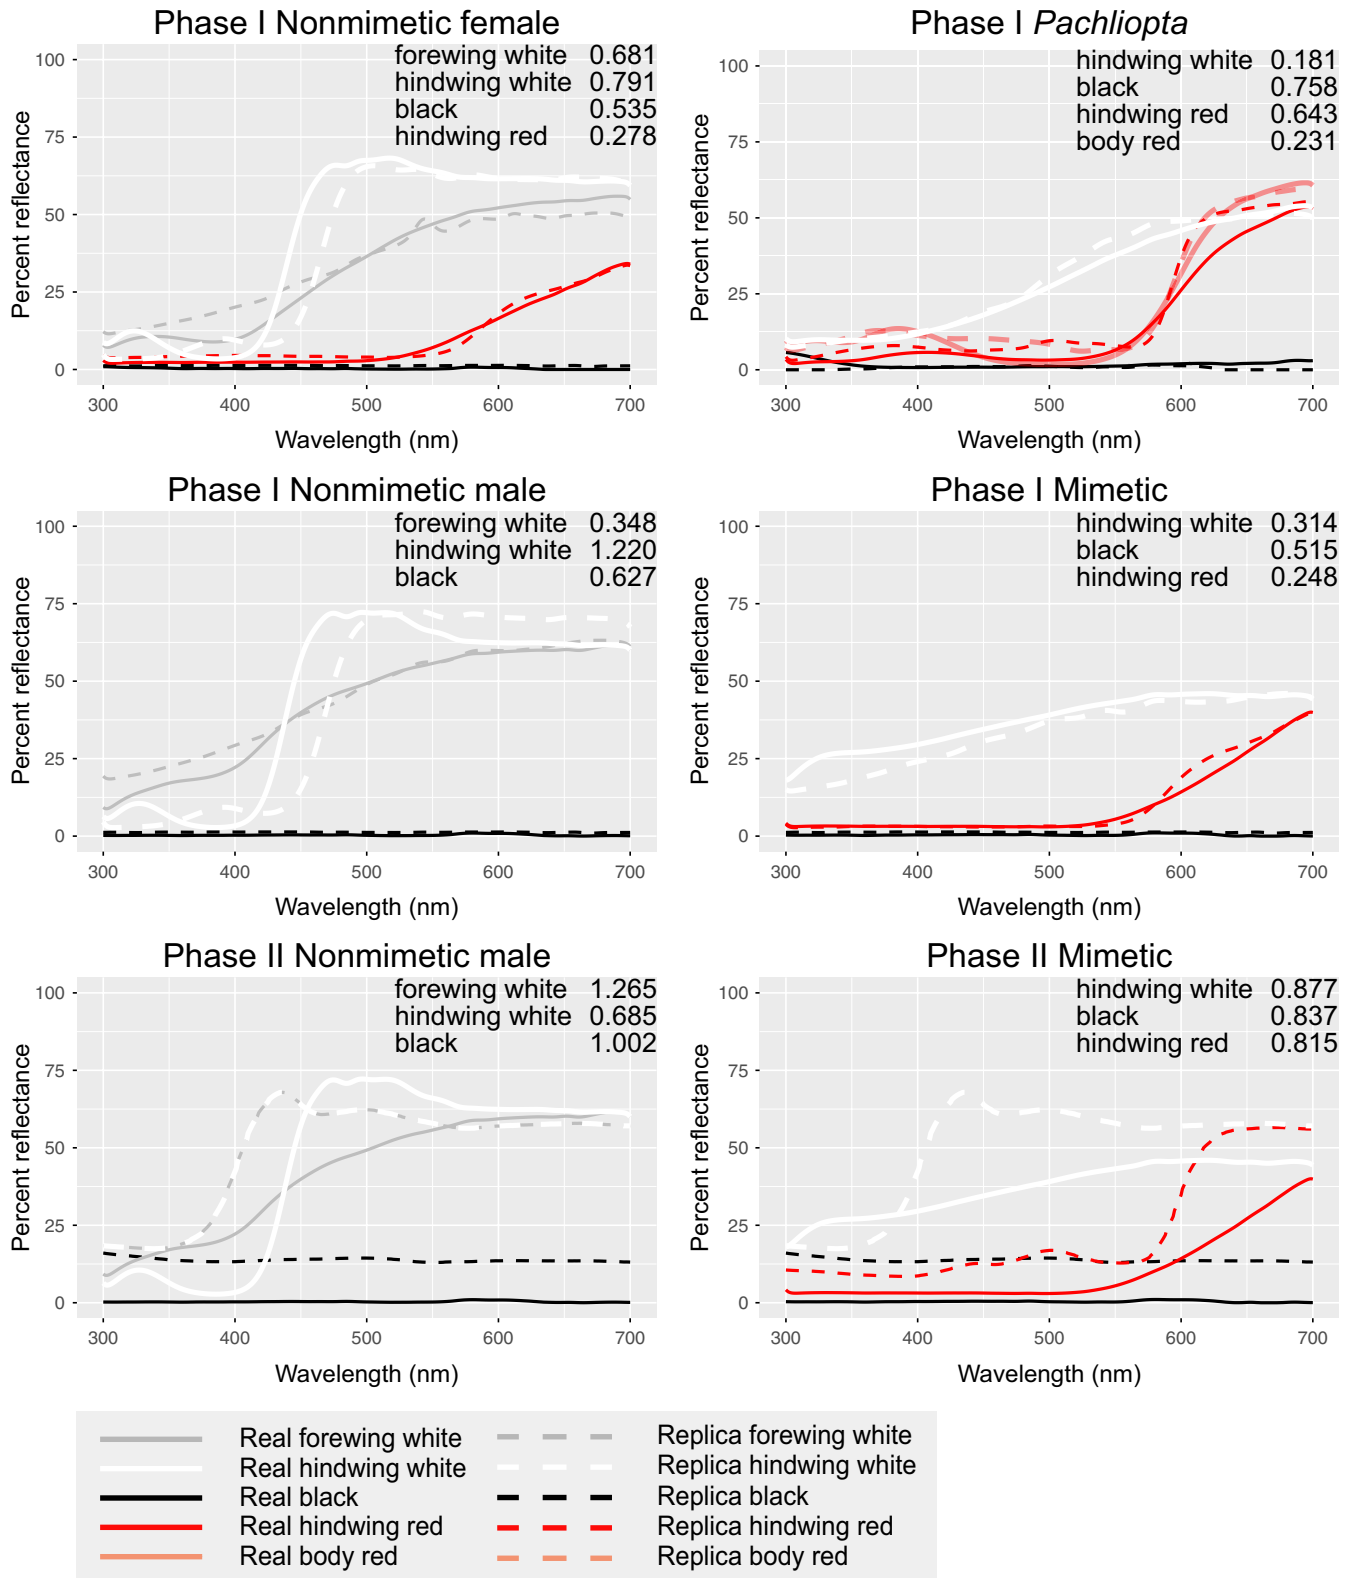 Phase I Nonmimetic female
forewing white 0.681
hindwing white 0.791
black 0.535
hindwing red 0.278
Percent reflectance
100
75
50
25
0
300 400 500 600 700
Wavelength (nm)
Phase I Pachliopta
hindwing white 0.181
black 0.758
hindwing red 0.643
body red 0.231
Percent reflectance
100
75
50
25
0
300 400 500 600 700
Wavelength (nm)
Phase I Nonmimetic male
forewing white 0.348
hindwing white 1.220
black 0.627
Percent reflectance
100
75
50
25
0
300 400 500 600 700
Wavelength (nm)
Phase I Mimetic
hindwing white 0.314
black 0.515
hindwing red 0.248
Percent reflectance
100
75
50
25
0
300 400 500 600 700
Wavelength (nm)
Phase II Nonmimetic male
forewing white 1.265
hindwing white 0.685
black 1.002
Percent reflectance
100
75
50
25
0
300 400 500 600 700
Wavelength (nm)
Phase II Mimetic
hindwing white 0.877
black 0.837
hindwing red 0.815
Percent reflectance
100
75
50
25
0
300 400 500 600 700
Wavelength (nm)
Real forewing white
Real hindwing white
Real black
Real hindwing red
Real body red
Replica forewing white
Replica hindwing white
Replica black
Replica hindwing red
Replica body red